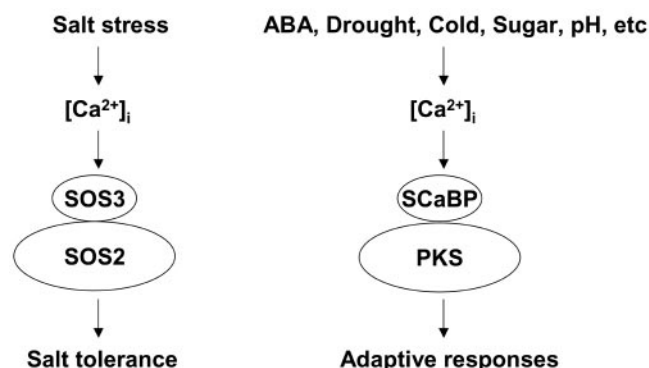 Salt stress
[Ca²⁺]ᵢ
SOS3
SOS2
Salt tolerance
ABA, Drought, Cold, Sugar, pH, etc
[Ca²⁺]ᵢ
SCaBP
PKS
Adaptive responses